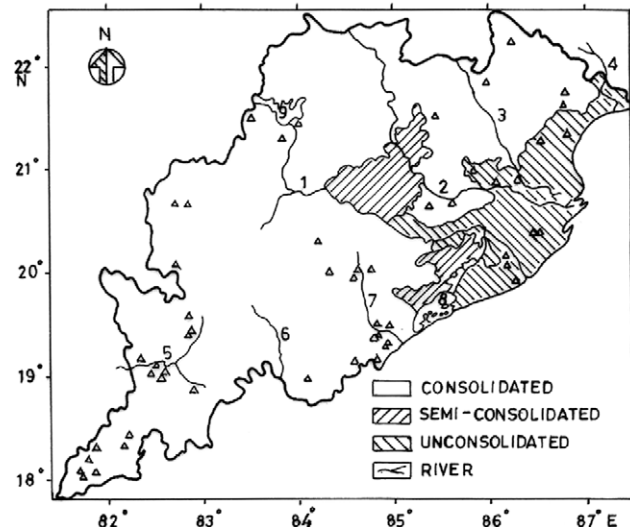 N
22°
N
21°
20°
19°
18°
82°
83°
84°
85°
86°
87°E
1
2
3
4
5
6
7
8
9
CONSOLIDATED
SEMI-CONSOLIDATED
UNCONSOLIDATED
RIVER